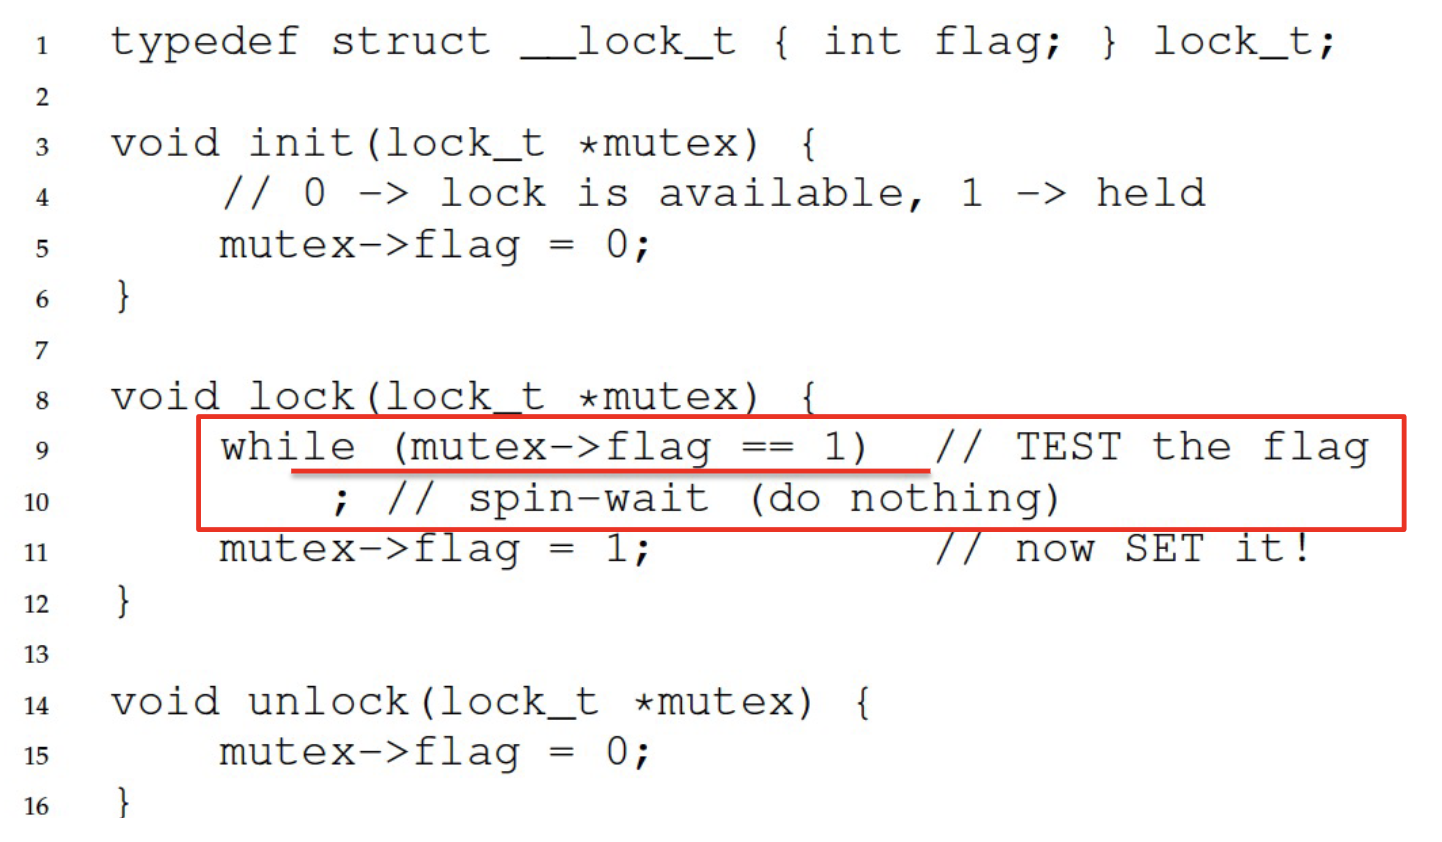 1 typedef struct __lock_t { int flag; } lock_t;
2
3 void init(lock_t *mutex) {
4 // 0 -> lock is available, 1 -> held
5 mutex->flag = 0;
6 }
7
8 void lock(lock_t *mutex) {
9 while (mutex->flag == 1) // TEST the flag
10 ; // spin-wait (do nothing)
11 mutex->flag = 1; // now SET it!
12 }
13
14 void unlock(lock_t *mutex) {
15 mutex->flag = 0;
16 }